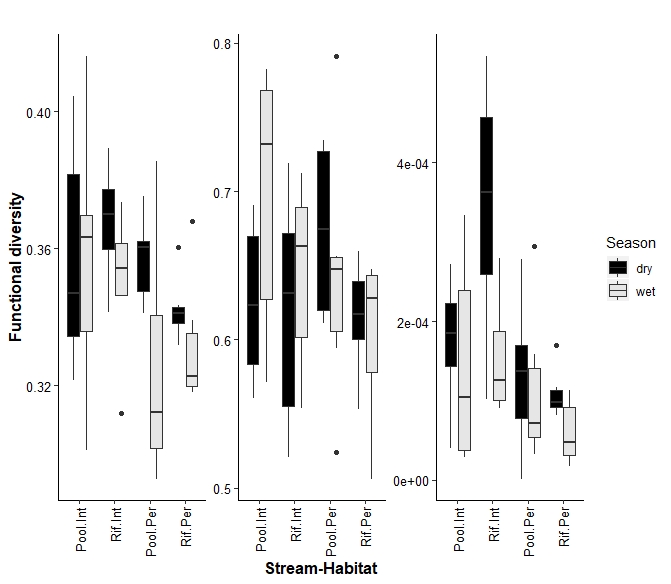 Functional diversity
0.40
0.36
0.32
0.8
0.7
0.6
0.5
4e-04
2e-04
0e+00
Pool.Int
Rif.Int
Pool.Per
Rif.Per
Pool.Int
Rif.Int
Pool.Per
Rif.Per
Pool.Int
Rif.Int
Pool.Per
Rif.Per
Stream-Habitat
Season
dry
wet